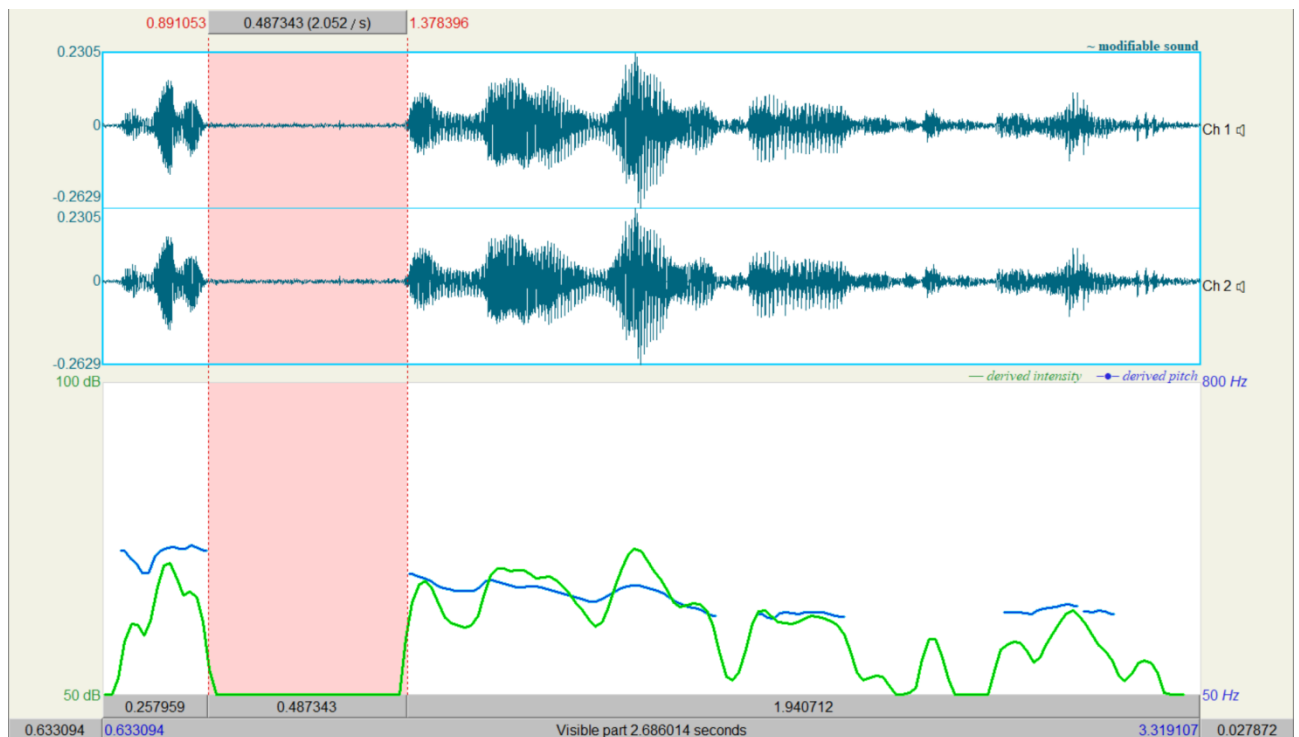 0.891053 0.487343 (2.052 / s) 1.378396
~ modifiable sound
0.2305
0
Ch 1
-0.2629
0.2305
0
Ch 2
-0.2629
derived intensity derived pitch
100 dB 800 Hz
50 dB 50 Hz
0.257959 0.487343 1.940712
0.633094 0.633094 Visible part 2.686014 seconds 3.319107 0.027872